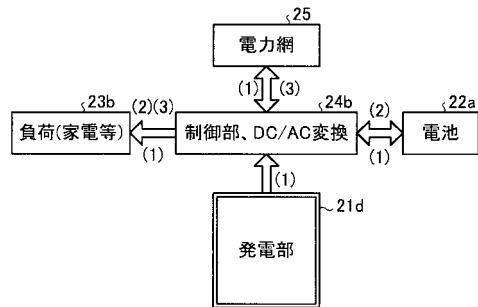 25
電力網
(1) (3)
23b
(2)(3)
24b
(2)
22a
負荷(家電等)
制御部、DC/AC変換
電池
(1)
(1)
(1)
21d
発電部